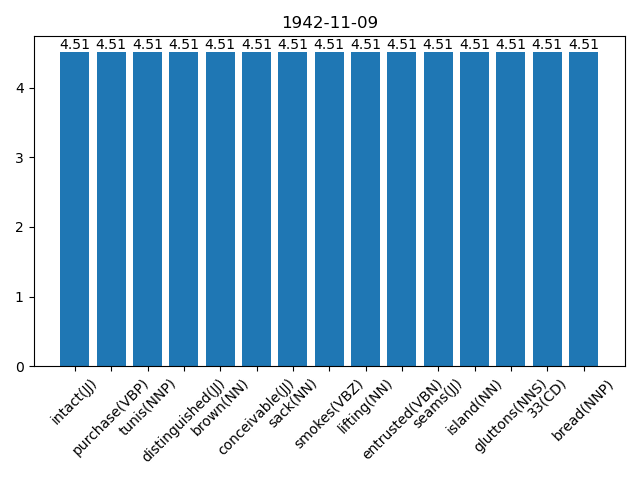 1942-11-09
4.51 4.51 4.51 4.51 4.51 4.51 4.51 4.51 4.51 4.51 4.51 4.51 4.51 4.51 4.51
4
3
2
1
0
intact(JJ)
purchase(VBP)
tunis(NNP)
distinguished(JJ)
brown(NN)
conceivable(JJ)
sack(NN)
smokes(VBZ)
lifting(NN)
entrusted(VBN)
seams(JJ)
island(NN)
gluttons(NNS)
33(CD)
bread(NNP)